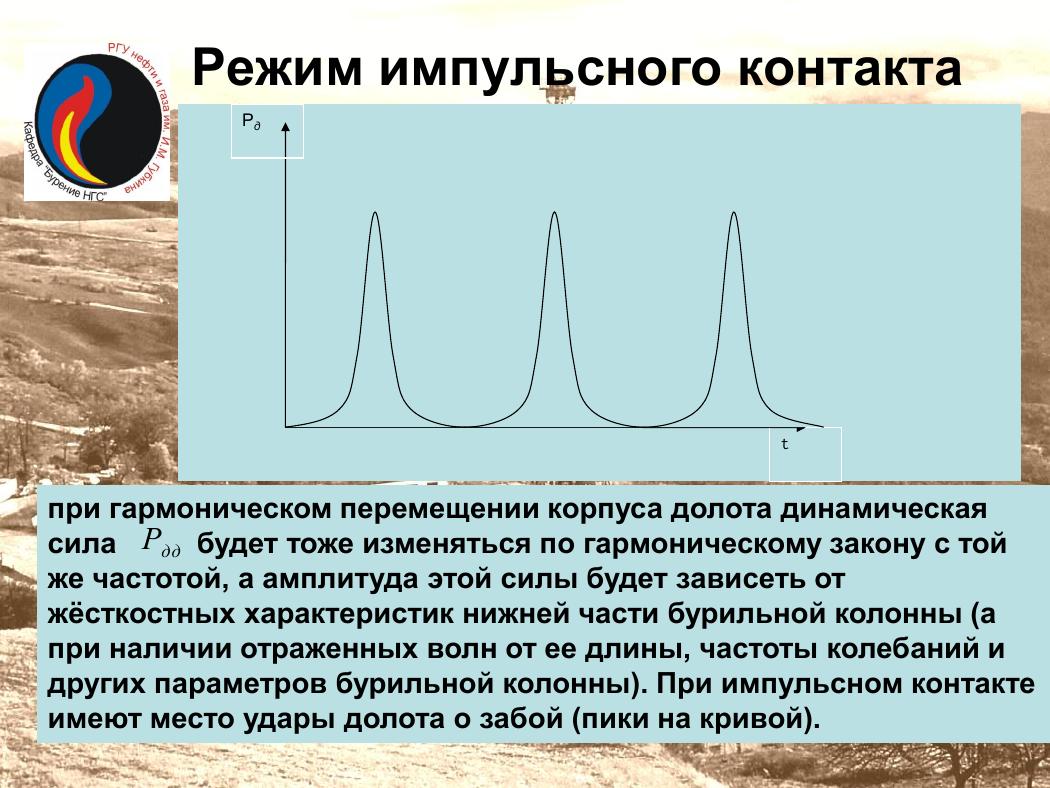 Режим импульсного контакта
РГУ нефти и газа им. И.М. Губкина
Кафедра "Бурение НГС"
Pд
t
при гармоническом перемещении корпуса долота динамическая
сила Pдд будет тоже изменяться по гармоническому закону с той
же частотой, а амплитуда этой силы будет зависеть от
жёсткостных характеристик нижней части бурильной колонны (а
при наличии отраженных волн от ее длины, частоты колебаний и
других параметров бурильной колонны). При импульсном контакте
имеют место удары долота о забой (пики на кривой).